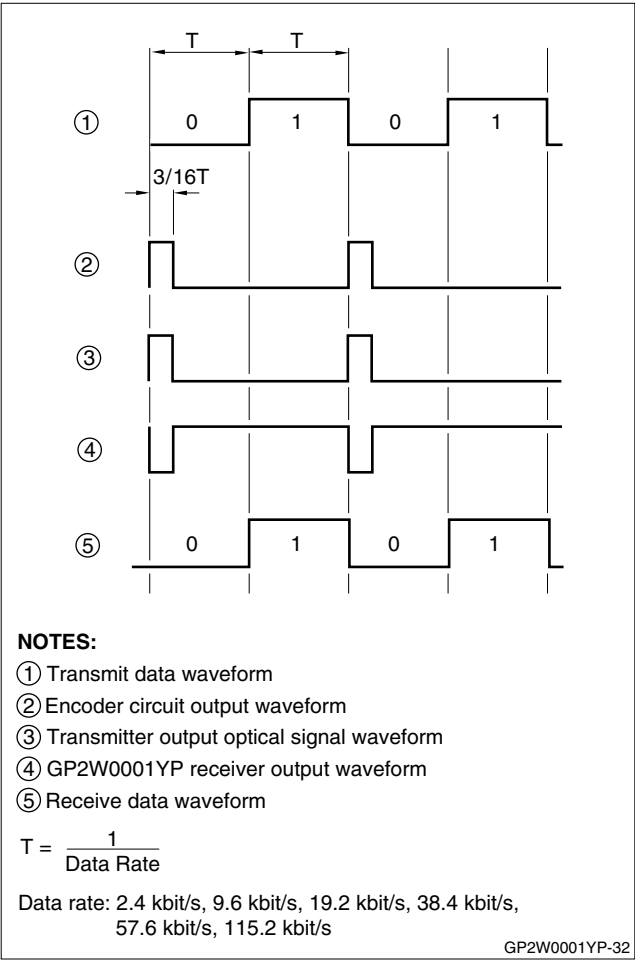 T T
① 0 1 0 1
3/16T
②
③
④
⑤ 0 1 0 1
NOTES:
① Transmit data waveform
② Encoder circuit output waveform
③ Transmitter output optical signal waveform
④ GP2W0001YP receiver output waveform
⑤ Receive data waveform
T = 1
Data Rate
Data rate: 2.4 kbit/s, 9.6 kbit/s, 19.2 kbit/s, 38.4 kbit/s,
57.6 kbit/s, 115.2 kbit/s
GP2W0001YP-32